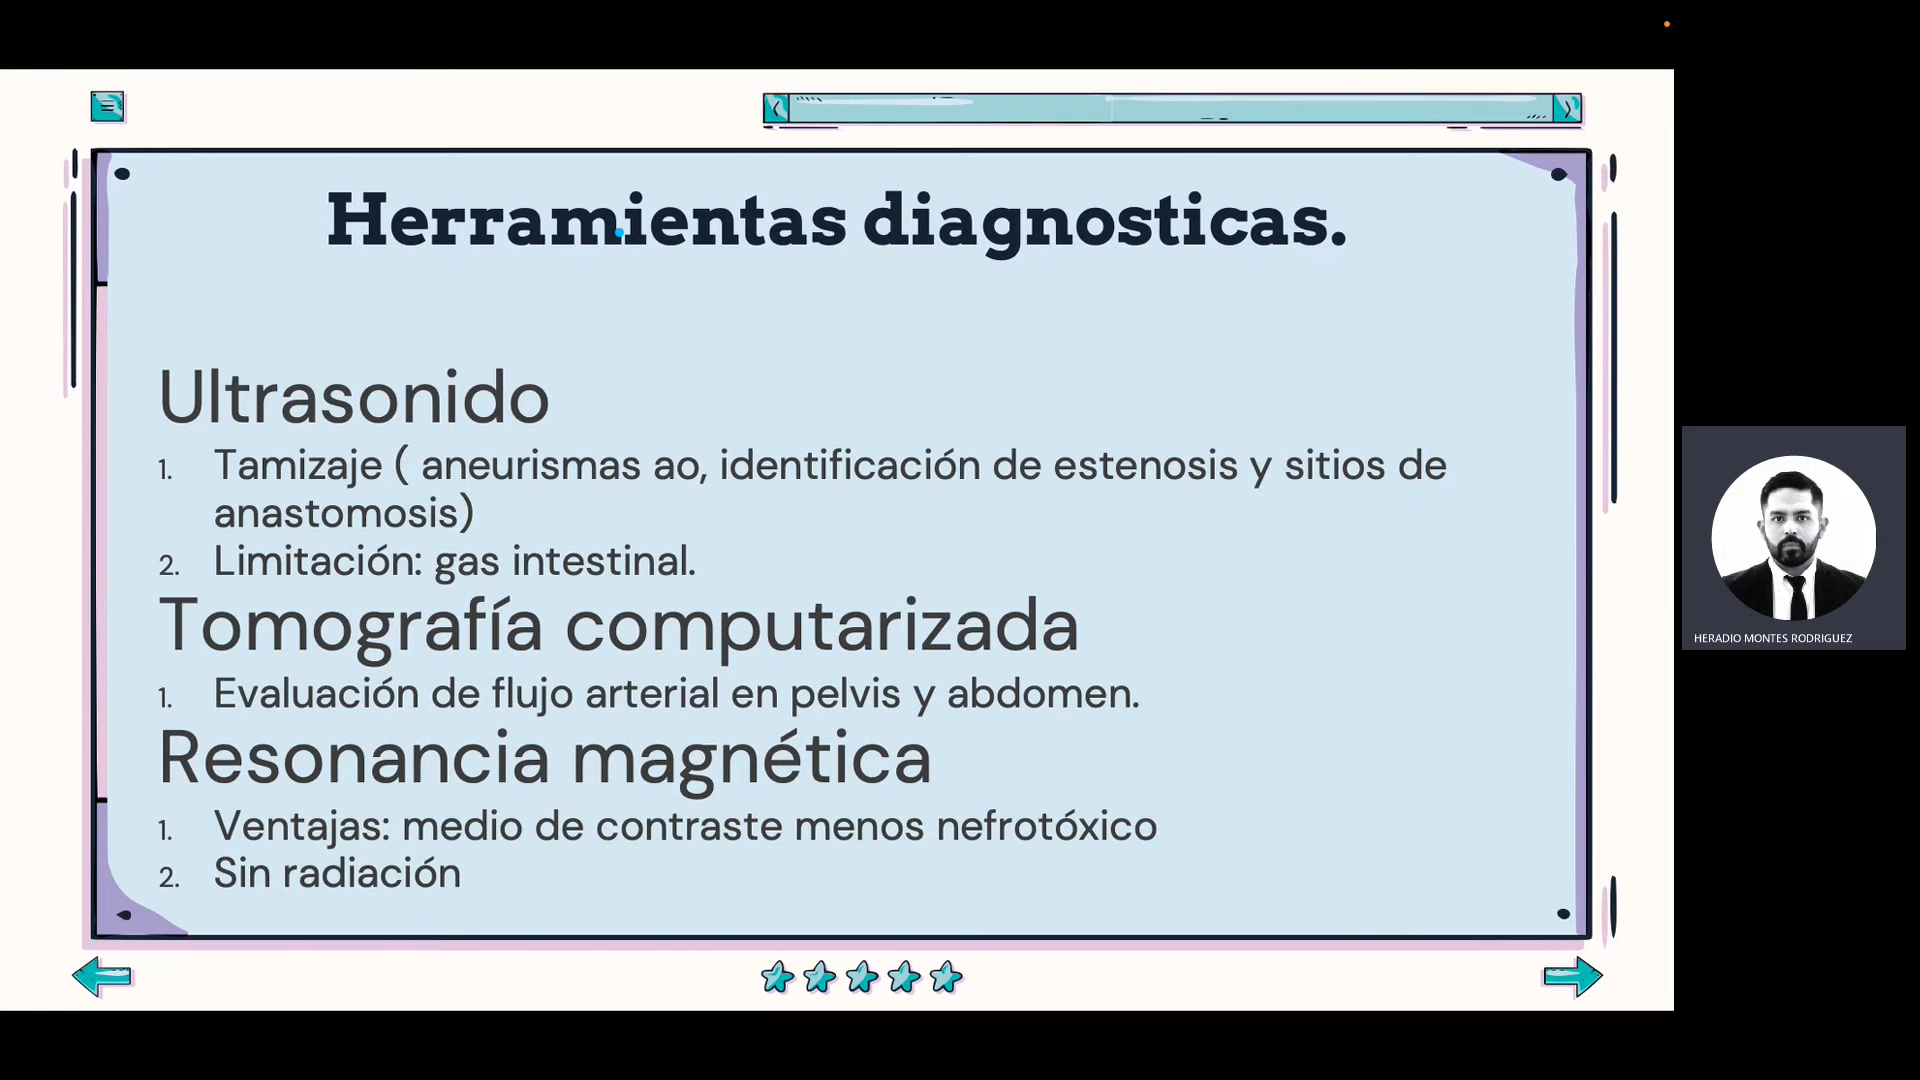 Herramientas diagnosticas.
Ultrasonido
1. Tamizaje ( aneurismas ao, identificación de estenosis y sitios de
anastomosis)
2. Limitación: gas intestinal.
Tomografía computarizada
1. Evaluación de flujo arterial en pelvis y abdomen.
Resonancia magnética
1. Ventajas: medio de contraste menos nefrotóxico
2. Sin radiación
HERADIO MONTES RODRIGUEZ